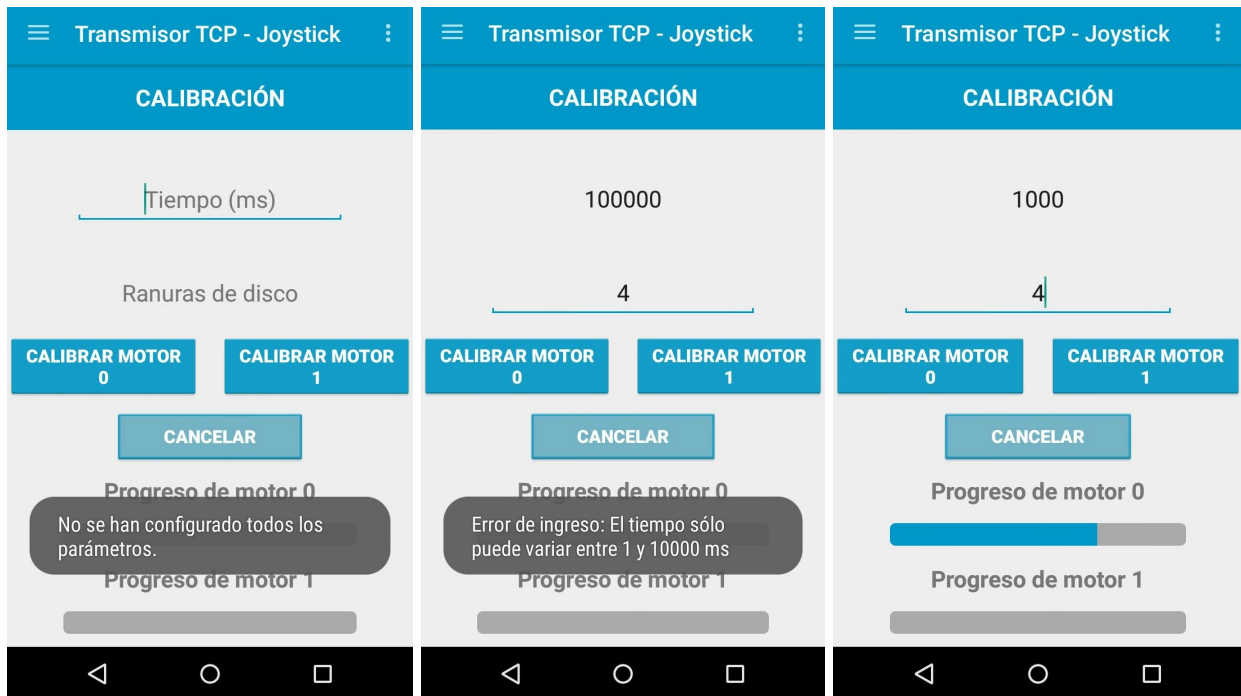 Transmisor TCP - Joystick
CALIBRACIÓN
Tiempo (ms)
Ranuras de disco
CALIBRAR MOTOR
0
CALIBRAR MOTOR
1
CANCELAR
Progreso de motor 0
No se han configurado todos los
parámetros.
Progreso de motor 1
Transmisor TCP - Joystick
CALIBRACIÓN
100000
4
CALIBRAR MOTOR
0
CALIBRAR MOTOR
1
CANCELAR
Progreso de motor 0
Error de ingreso: El tiempo sólo
puede variar entre 1 y 10000 ms
Progreso de motor 1
Transmisor TCP - Joystick
CALIBRACIÓN
1000
4
CALIBRAR MOTOR
0
CALIBRAR MOTOR
1
CANCELAR
Progreso de motor 0
Progreso de motor 1